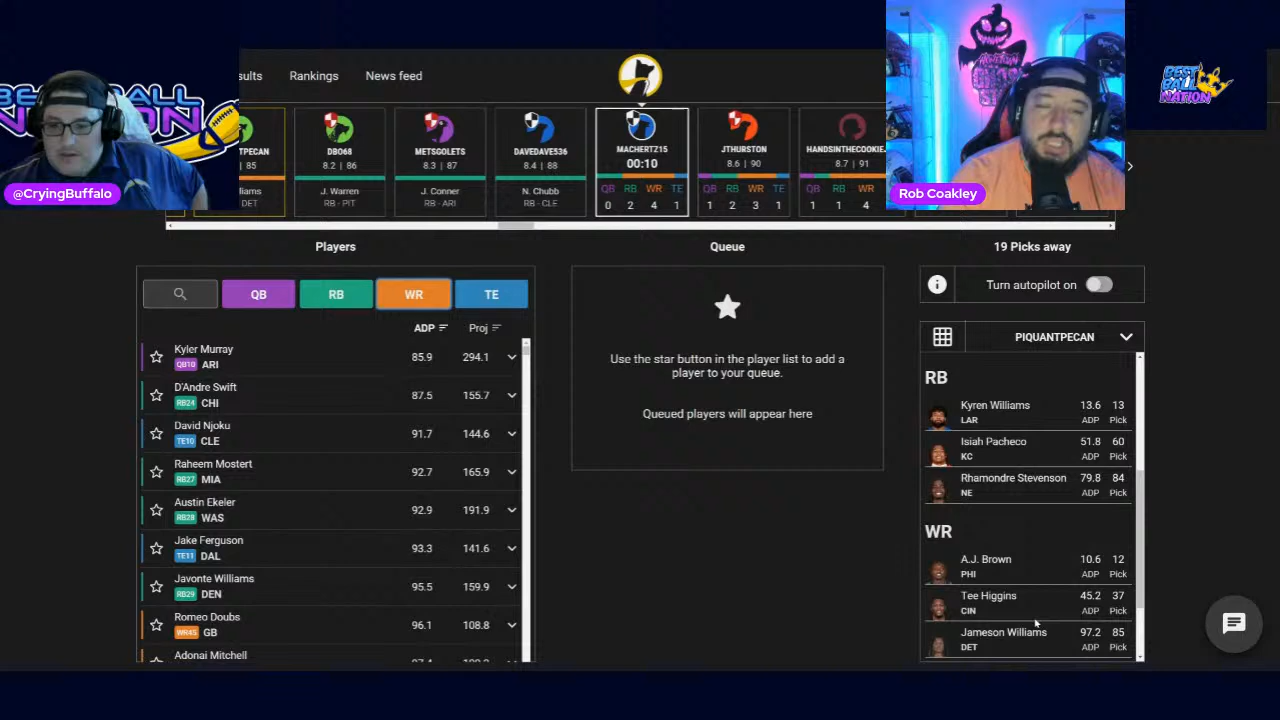 BEST BALL
NATION
@CryingBuffalo
Rob Coakley
BEST
BALL
NATION
Rankings
News feed
85
DET
DBO68
8.2 | 86
J. Warren
RB - PIT
METSGOLETS
8.3 | 87
J. Conner
RB - ARI
DAVEDAVE536
8.4 | 88
N. Chubb
RB - CLE
MACHERTZ15
00:10
QB RB WR TE
0 2 4 1
JTHURSTON
8.6 | 90
QB RB WR TE
1 2 3 1
HANDSINTHECOOKIE
8.7 | 91
QB RB WR
1 1 4
Players
Queue
19 Picks away
QB
RB
WR
TE
ADP
Proj
Kyler Murray
QB10 ARI
85.9 294.1
D'Andre Swift
RB24 CHI
87.5 155.7
David Njoku
TE10 CLE
91.7 144.6
Raheem Mostert
RB27 MIA
92.7 165.9
Austin Ekeler
RB28 WAS
92.9 191.9
Jake Ferguson
TE11 DAL
93.3 141.6
Javonte Williams
RB29 DEN
95.5 159.9
Romeo Doubs
WR45 GB
96.1 108.8
Adonai Mitchell
Use the star button in the player list to add a
player to your queue.
Queued players will appear here
Turn autopilot on
PIQUANTPECAN
RB
Kyren Williams 13.6 13
LAR ADP Pick
Isiah Pacheco 51.8 60
KC ADP Pick
Rhamondre Stevenson 79.8 84
NE ADP Pick
WR
A.J. Brown 10.6 12
PHI ADP Pick
Tee Higgins 45.2 37
CIN ADP Pick
Jameson Williams 97.2 85
DET ADP Pick